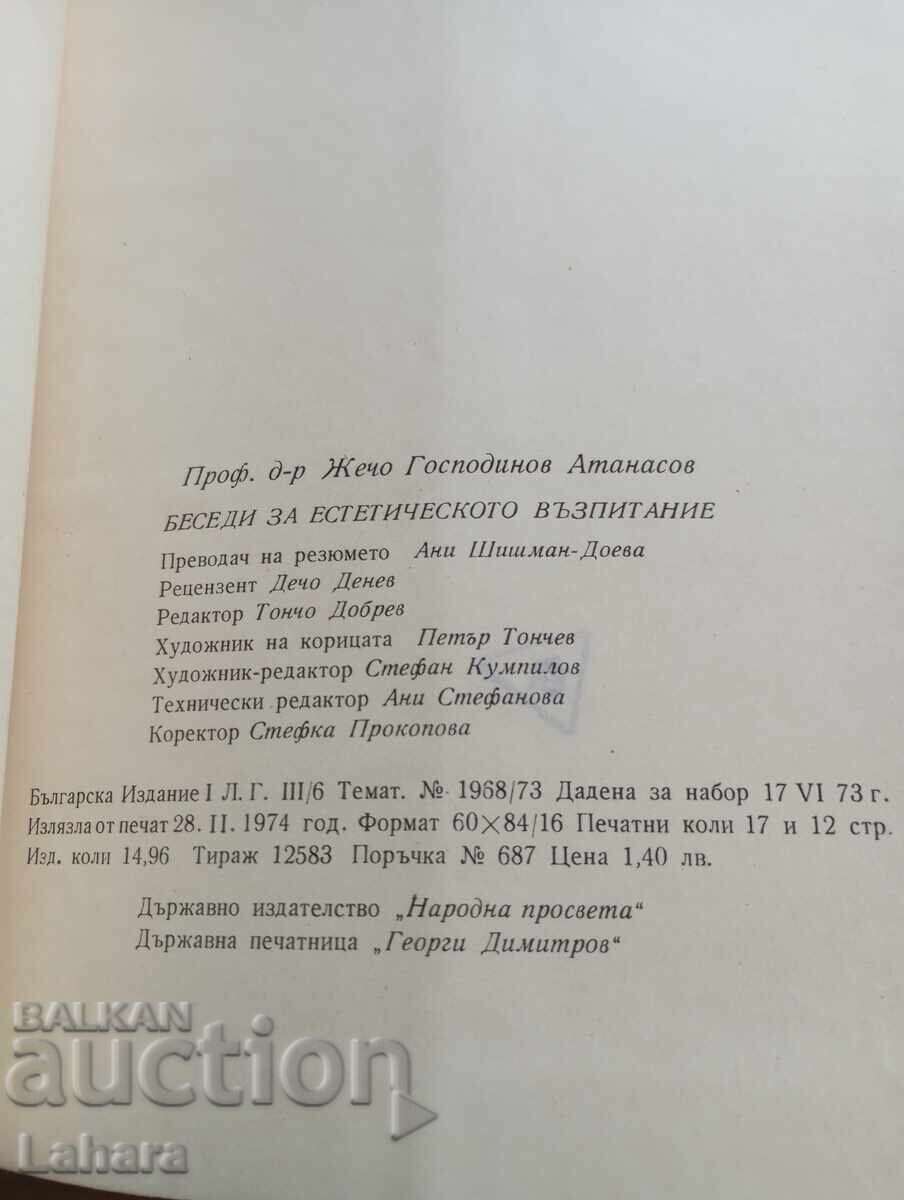 Проф. д-р Жечо Господинов Атанасов
БЕСЕДИ ЗА ЕСТЕТИЧЕСКОТО ВЪЗПИТАНИЕ
Преводач на резюмето Ани Шишман-Доева
Рецензент Дечо Денев
Редактор Тончо Добрев
Художник на корицата Петър Тончев
Художник-редактор Стефан Кумпилов
Технически редактор Ани Стефанова
Коректор Стефка Прокопова
Българска Издание I Л. Г. III/6 Темат. № 1968/73 Дадена за набор 17 VI 73 г.
Излязла от печат 28. II. 1974 год. Формат 60×84/16 Печатни коли 17 и 12 стр.
Изд. коли 14,96 Тираж 12583 Поръчка № 687 Цена 1,40 лв.
Държавно издателство „Народна просвета“
Държавна печатница „Георги Димитров“
BALKAN
auction
Lahara